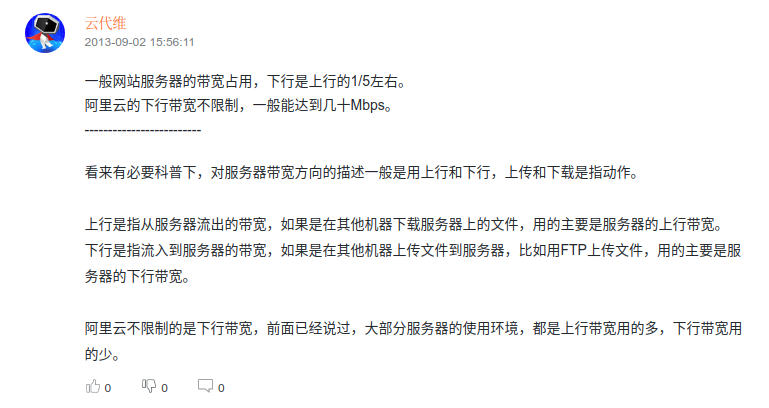 云代维
2013-09-02 15:56:11
一般网站服务器的带宽占用，下行是上行的1/5左右。
阿里云的下行带宽不限制，一般能达到几十Mbps。
-------------------------
看来有必要科普下，对服务器带宽方向的描述一般是用上行和下行，上传和下载是指动作。
上行是指从服务器流出的带宽，如果是在其他机器下载服务器上的文件，用的主要是服务器的上行带宽。
下行是指流入到服务器的带宽，如果是在其他机器上传文件到服务器，比如用FTP上传文件，用的主要是服
务器的下行带宽。
阿里云不限制的是下行带宽，前面已经说过，大部分服务器的使用环境，都是上行带宽用的多，下行带宽用
的少。
0 0 0